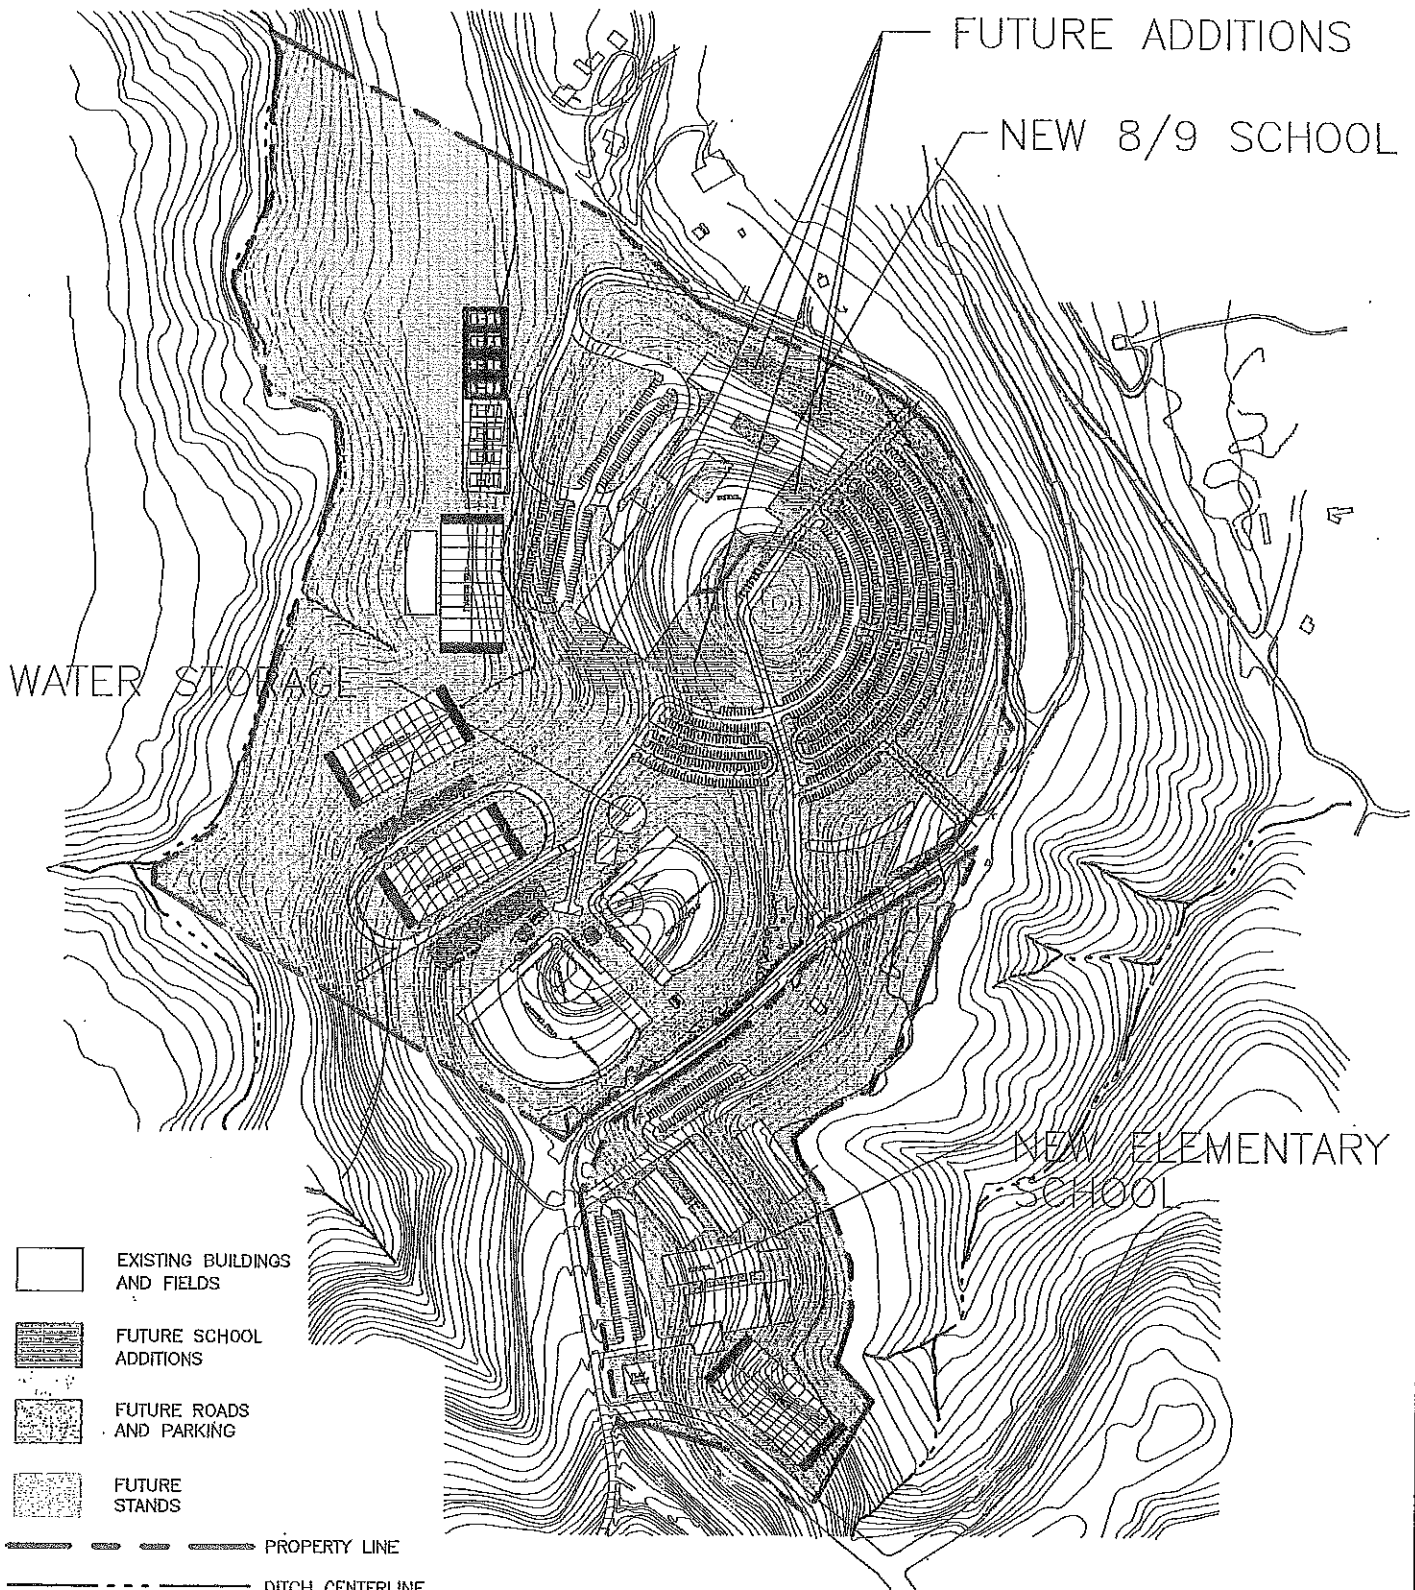 FUTURE ADDITIONS
NEW 8/9 SCHOOL
WATER STORAGE
NEW ELEMENTARY
SCHOOL
EXISTING BUILDINGS
AND FIELDS
FUTURE SCHOOL
ADDITIONS
FUTURE ROADS
AND PARKING
FUTURE
STANDS
PROPERTY LINE
DITCH CENTERLINE